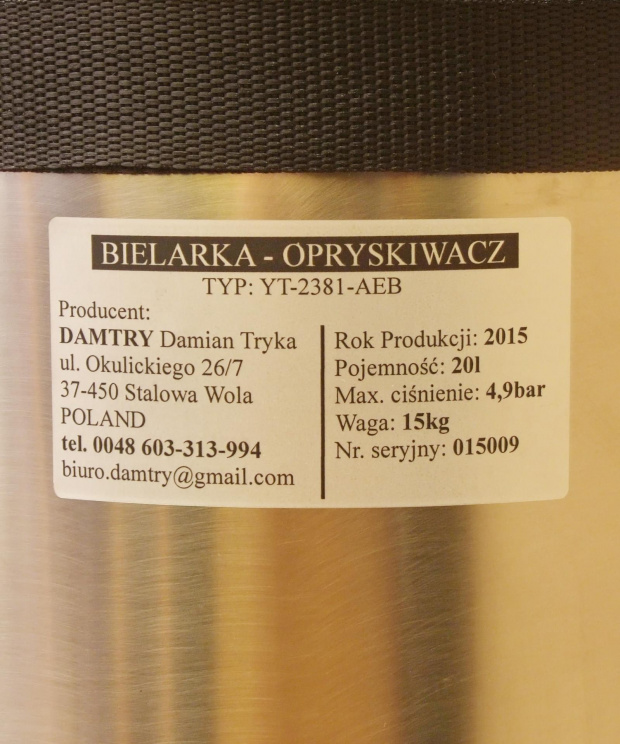 BIELARKA - OPRYSKIWACZ
TYP: YT-2381-AEB
Producent:
DAMTRY Damian Tryka
ul. Okulickiego 26/7
37-450 Stalowa Wola
POLAND
tel. 0048 603-313-994
biuro.damtry@gmail.com
Rok Produkcji: 2015
Pojemność: 20l
Max. ciśnienie: 4,9bar
Waga: 15kg
Nr. seryjny: 015009